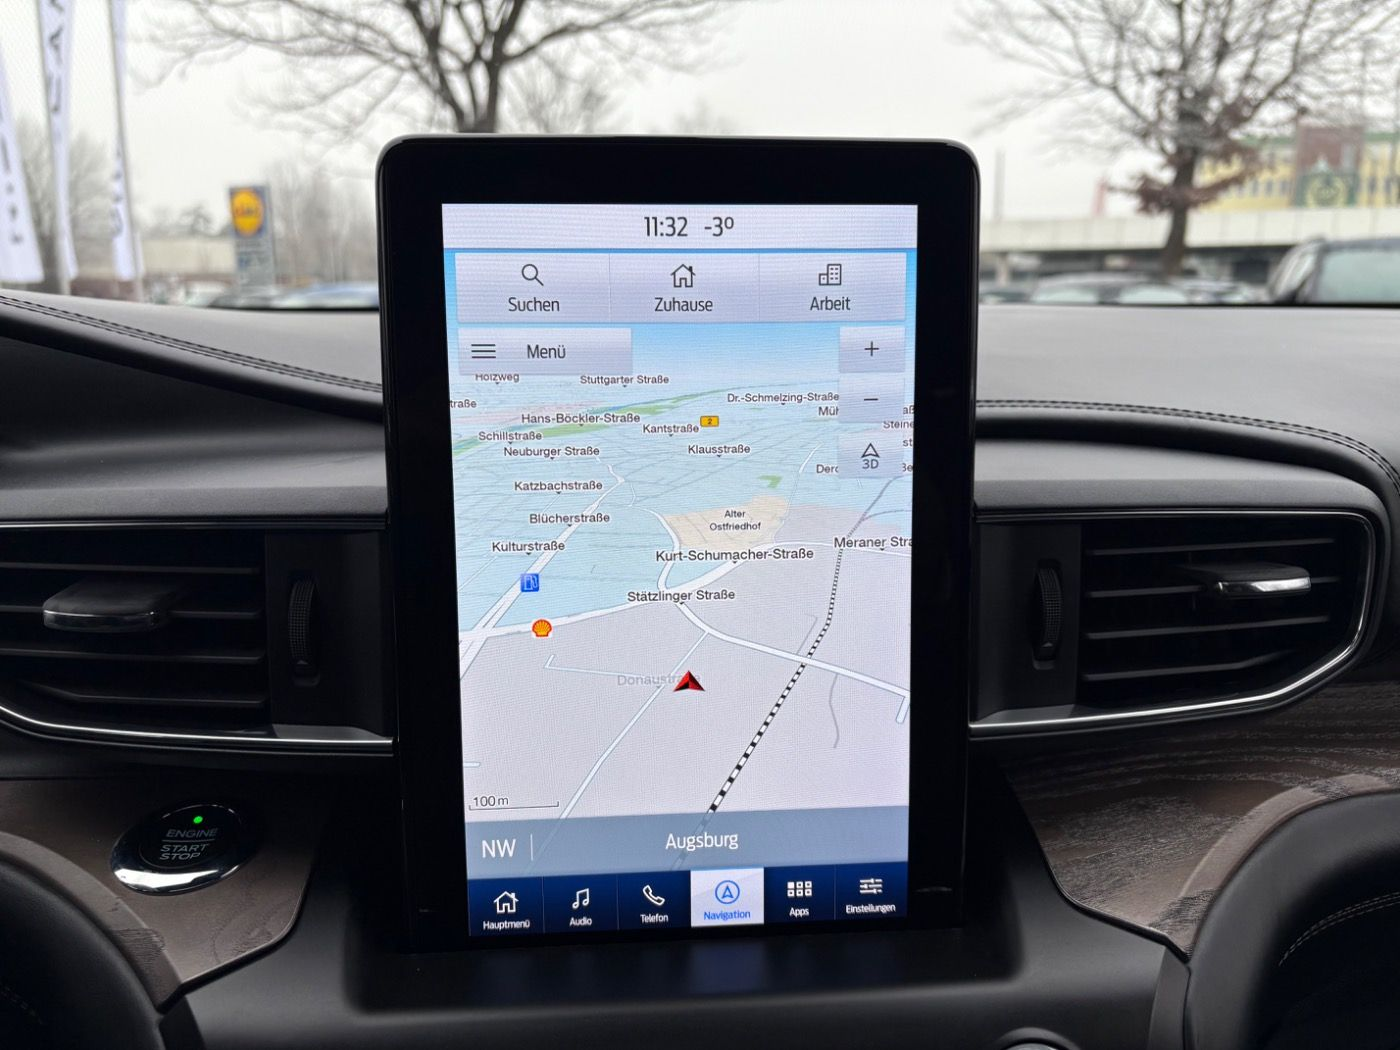 11:32 -3°
Suchen
Zuhause
Arbeit
Menü
+
−
3D
Holzweg
Stuttgarter Straße
traße
Dr.-Schmelzing-Straße
Hans-Böckler-Straße
2
Kantstraße
Schillstraße
Neuburger Straße
Klausstraße
Katzbachstraße
Blücherstraße
Alter
Ostfriedhof
Kulturstraße
Meraner Stra
Kurt-Schumacher-Straße
Stätzlinger Straße
Donaustra
100 m
NW
Augsburg
Hauptmenü
Audio
Telefon
Navigation
Apps
Einstellungen
ENGINE
START
STOP